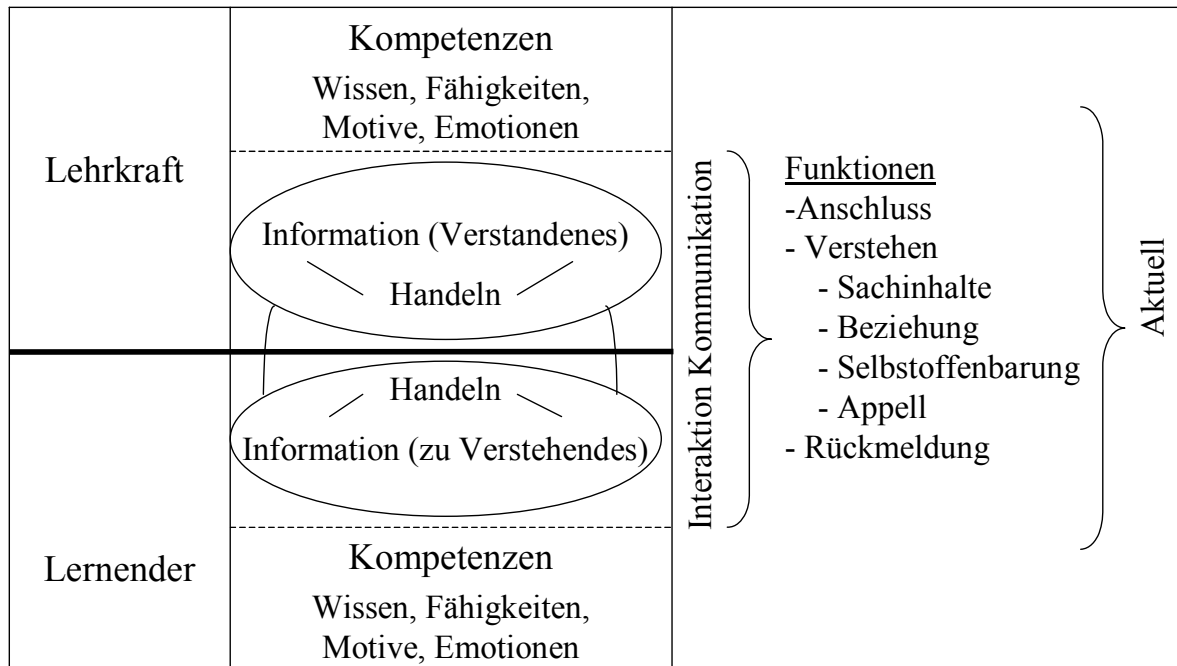 Lehrkraft
Kompetenzen
Wissen, Fähigkeiten,
Motive, Emotionen
Information (Verstandenes)
Handeln
Lernender
Handeln
Information (zu Verstehendes)
Kompetenzen
Wissen, Fähigkeiten,
Motive, Emotionen
Interaktion Kommunikation
Funktionen
-Anschluss
- Verstehen
- Sachinhalte
- Beziehung
- Selbstoffenbarung
- Appell
- Rückmeldung
Aktuell